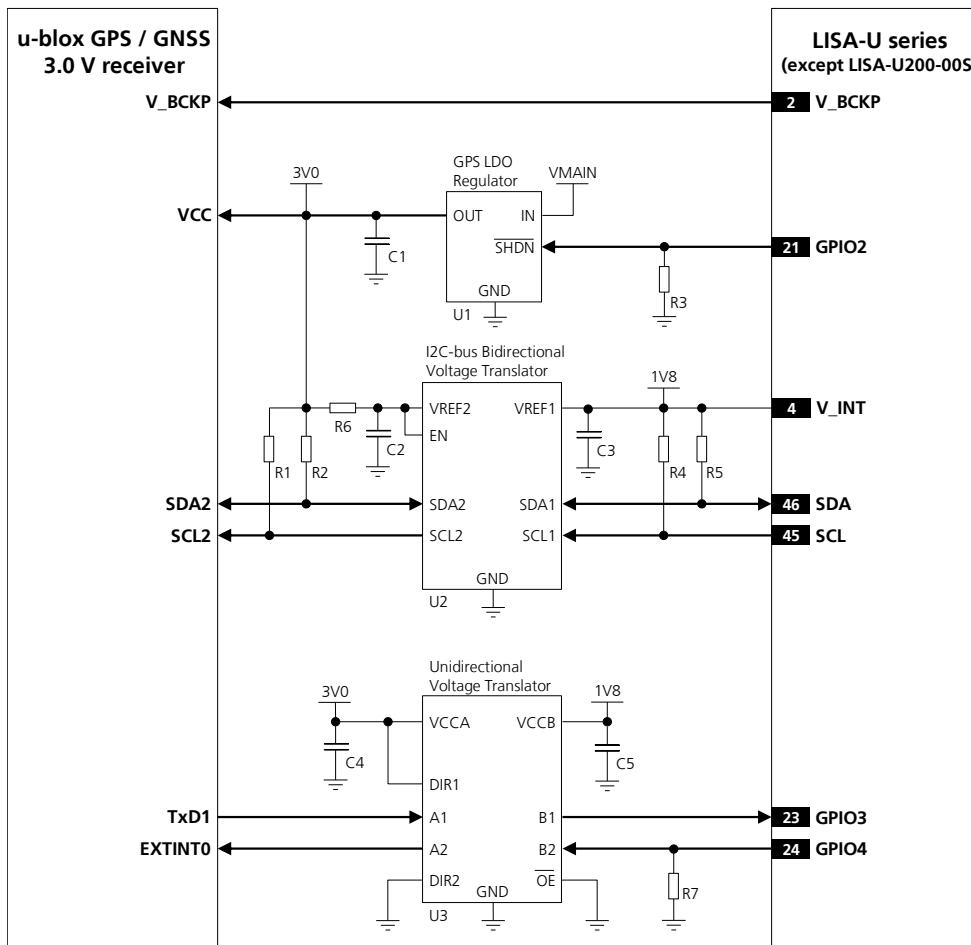 u-blox GPS / GNSS
3.0 V receiver
LISA-U series
(except LISA-U200-00S
V_BCKP
2
V_BCKP
GPS LDO
Regulator
3V0
VMAIN
VCC
OUT
IN
C1
SHDN
21
GPIO2
GND
R3
U1
I2C-bus Bidirectional
Voltage Translator
1V8
VREF2
VREF1
4
V_INT
R6
EN
C2
C3
R1
R2
R4
R5
SDA2
SDA2
SDA1
46
SDA
SCL2
SCL2
SCL1
45
SCL
GND
U2
Unidirectional
Voltage Translator
3V0
1V8
VCCA
VCCB
C4
C5
DIR1
TxD1
A1
B1
23
GPIO3
EXTINT0
A2
B2
24
GPIO4
DIR2
OE
GND
R7
U3